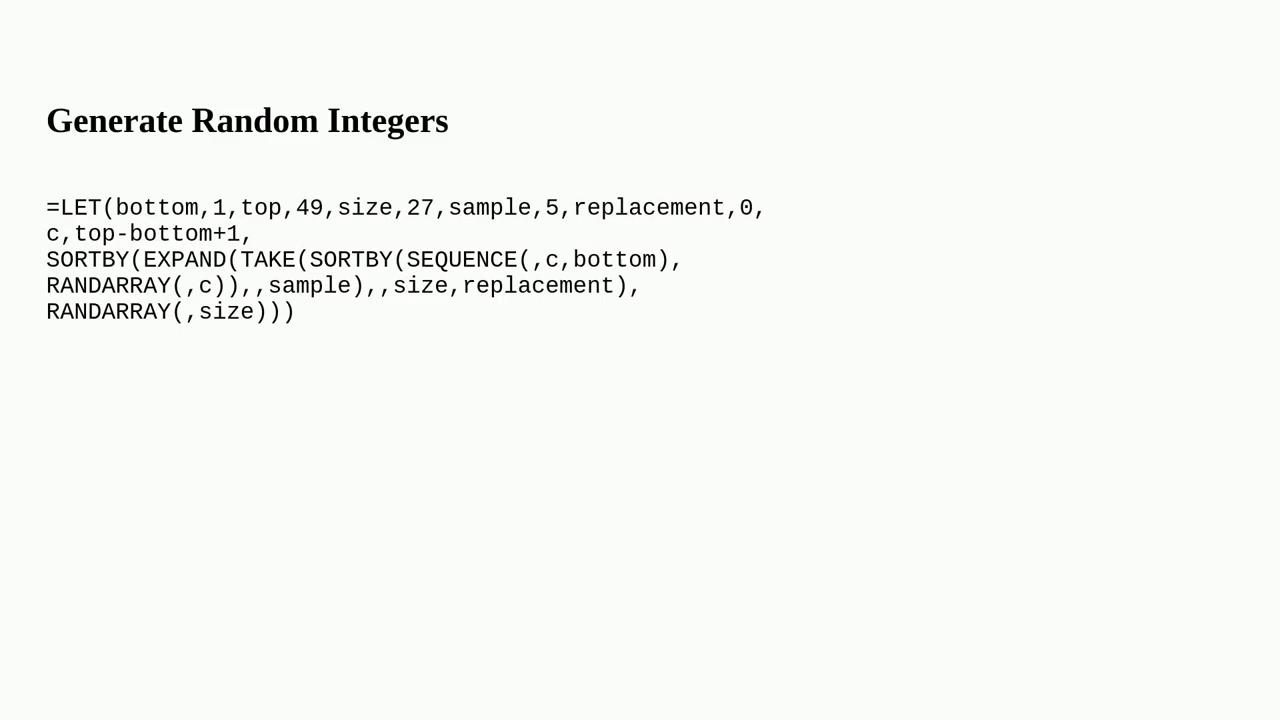 Generate Random Integers
=LET(bottom,1,top,49,size,27,sample,5,replacement,0,
c,top-bottom+1,
SORTBY(EXPAND(TAKE(SORTBY(SEQUENCE(,c,bottom),
RANDARRAY(,c)),,sample),,size,replacement),
RANDARRAY(,size)))